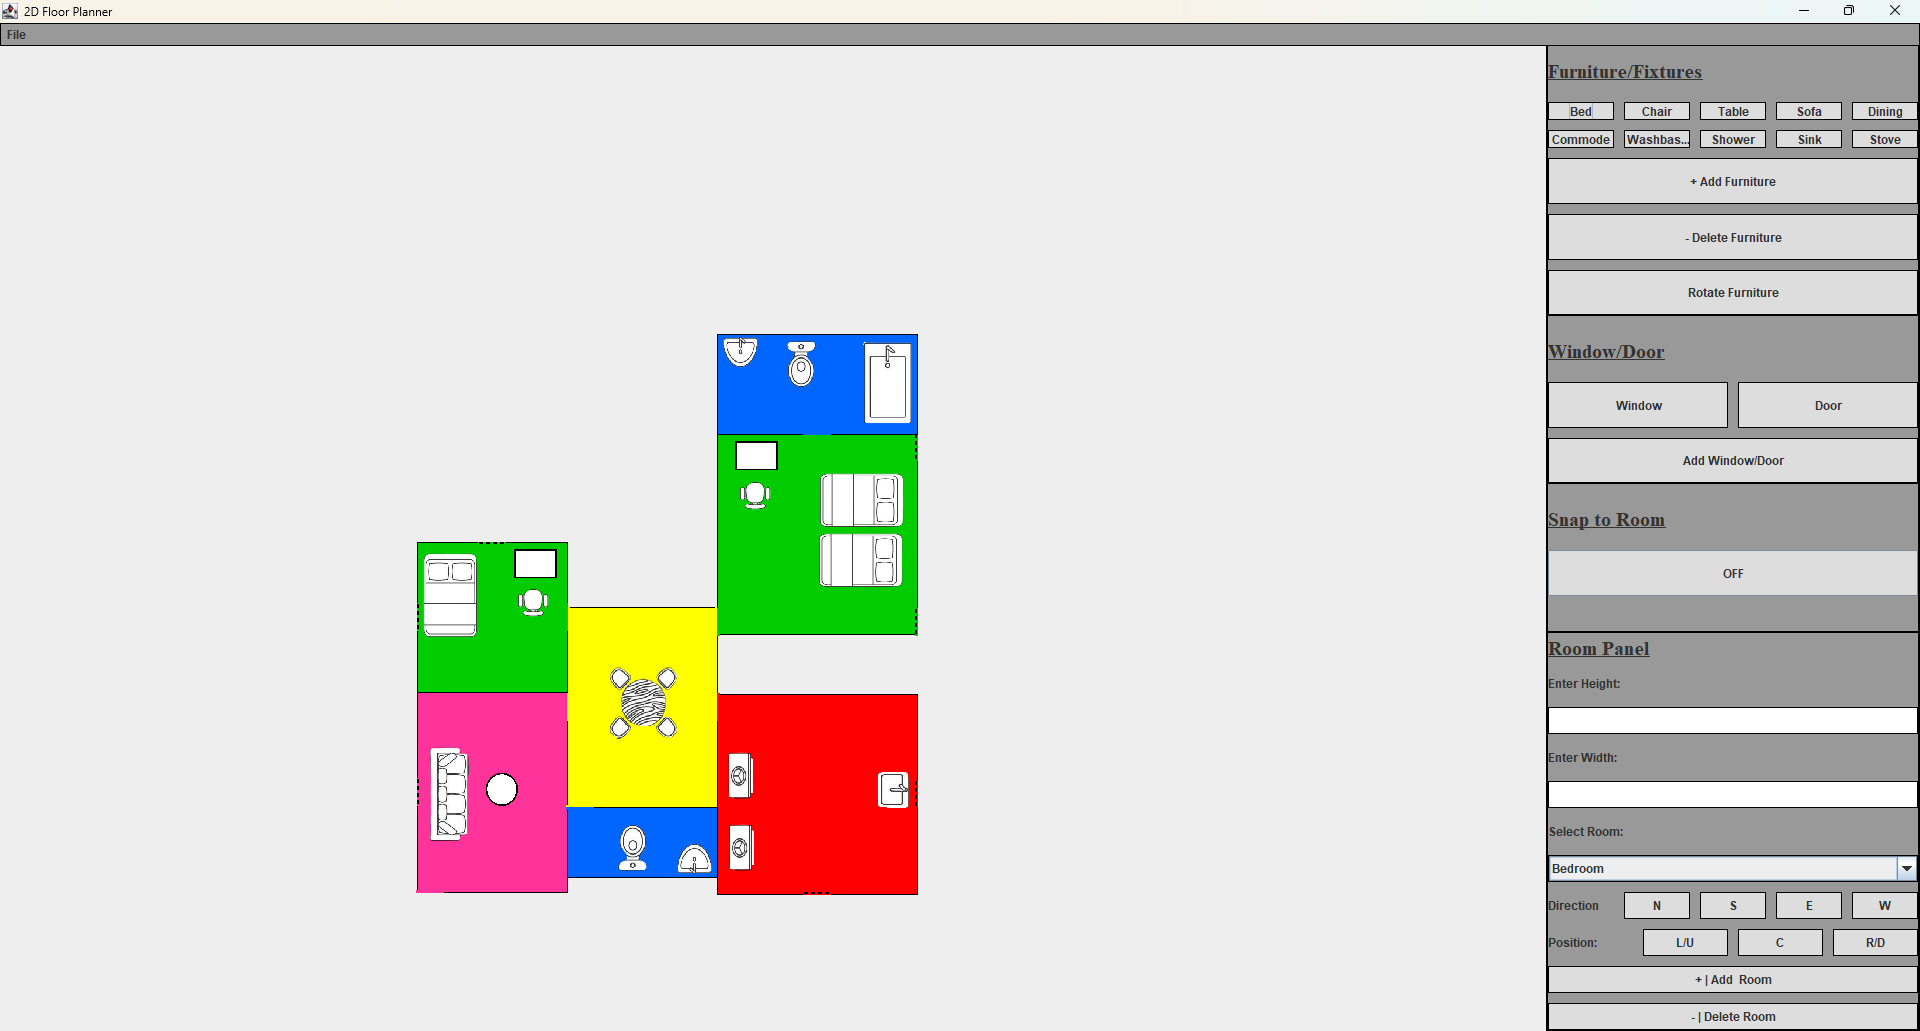 2D Floor Planner
File
Furniture/Fixtures
Bed Chair Table Sofa Dining
Commode Washbas... Shower Sink Stove
+ Add Furniture
- Delete Furniture
Rotate Furniture
Window/Door
Window Door
Add Window/Door
Snap to Room
OFF
Room Panel
Enter Height:
Enter Width:
Select Room:
Bedroom
Direction N S E W
Position: L/U C R/D
+ | Add Room
- | Delete Room